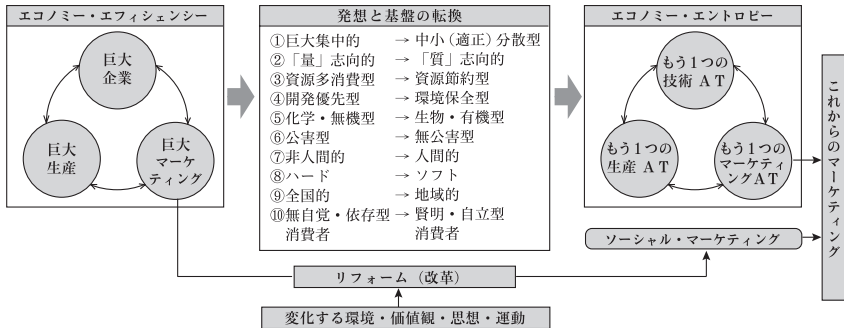 エコノミー・エフィシェンシー
巨大
企業
巨大
生産
巨大
マーケ
ティング
発想と基盤の転換
①巨大集中的 → 中小(適正)分散型
②「量」志向的 → 「質」志向的
③資源多消費型 → 資源節約型
④開発優先型 → 環境保全型
⑤化学・無機型 → 生物・有機型
⑥公害型 → 無公害型
⑦非人間的 → 人間的
⑧ハード → ソフト
⑨全国的 → 地域的
⑩無自覚・依存型 → 賢明・自立型
消費者 消費者
エコノミー・エントロピー
もう1つの
技術 AT
もう1つの
生産 AT
もう1つの
マーケティ
ングAT
これからのマーケティング
ソーシャル・マーケティング
リフォーム(改革)
変化する環境・価値観・思想・運動